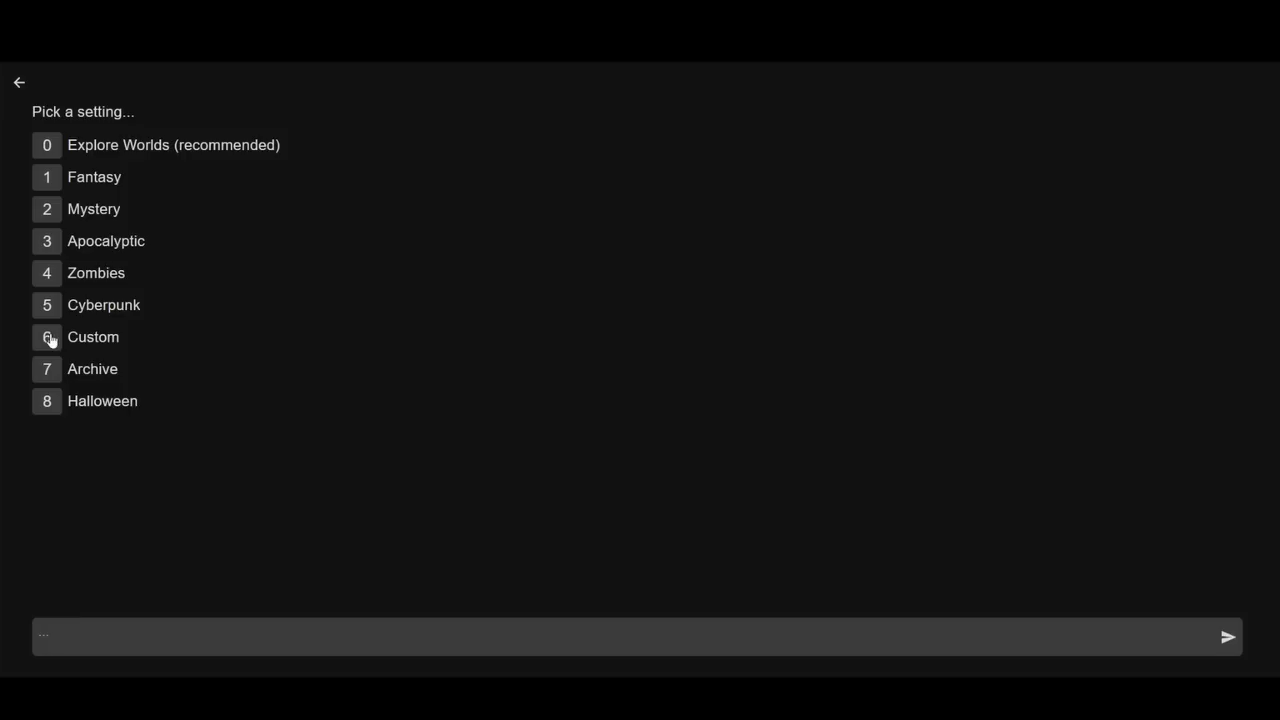 Pick a setting...
0 Explore Worlds (recommended)
1 Fantasy
2 Mystery
3 Apocalyptic
4 Zombies
5 Cyberpunk
6 Custom
7 Archive
8 Halloween
...